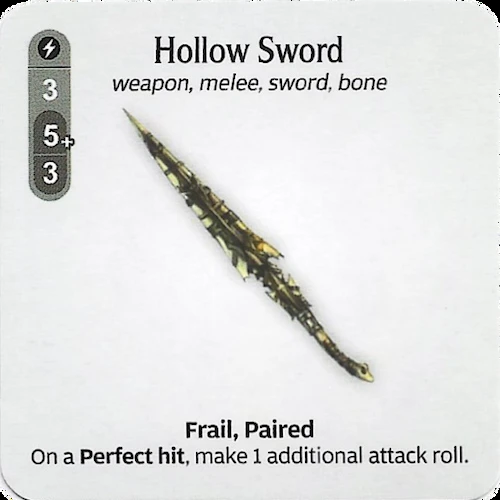 Hollow Sword
weapon, melee, sword, bone
3
5+
3
Frail, Paired
On a Perfect hit, make 1 additional attack roll.